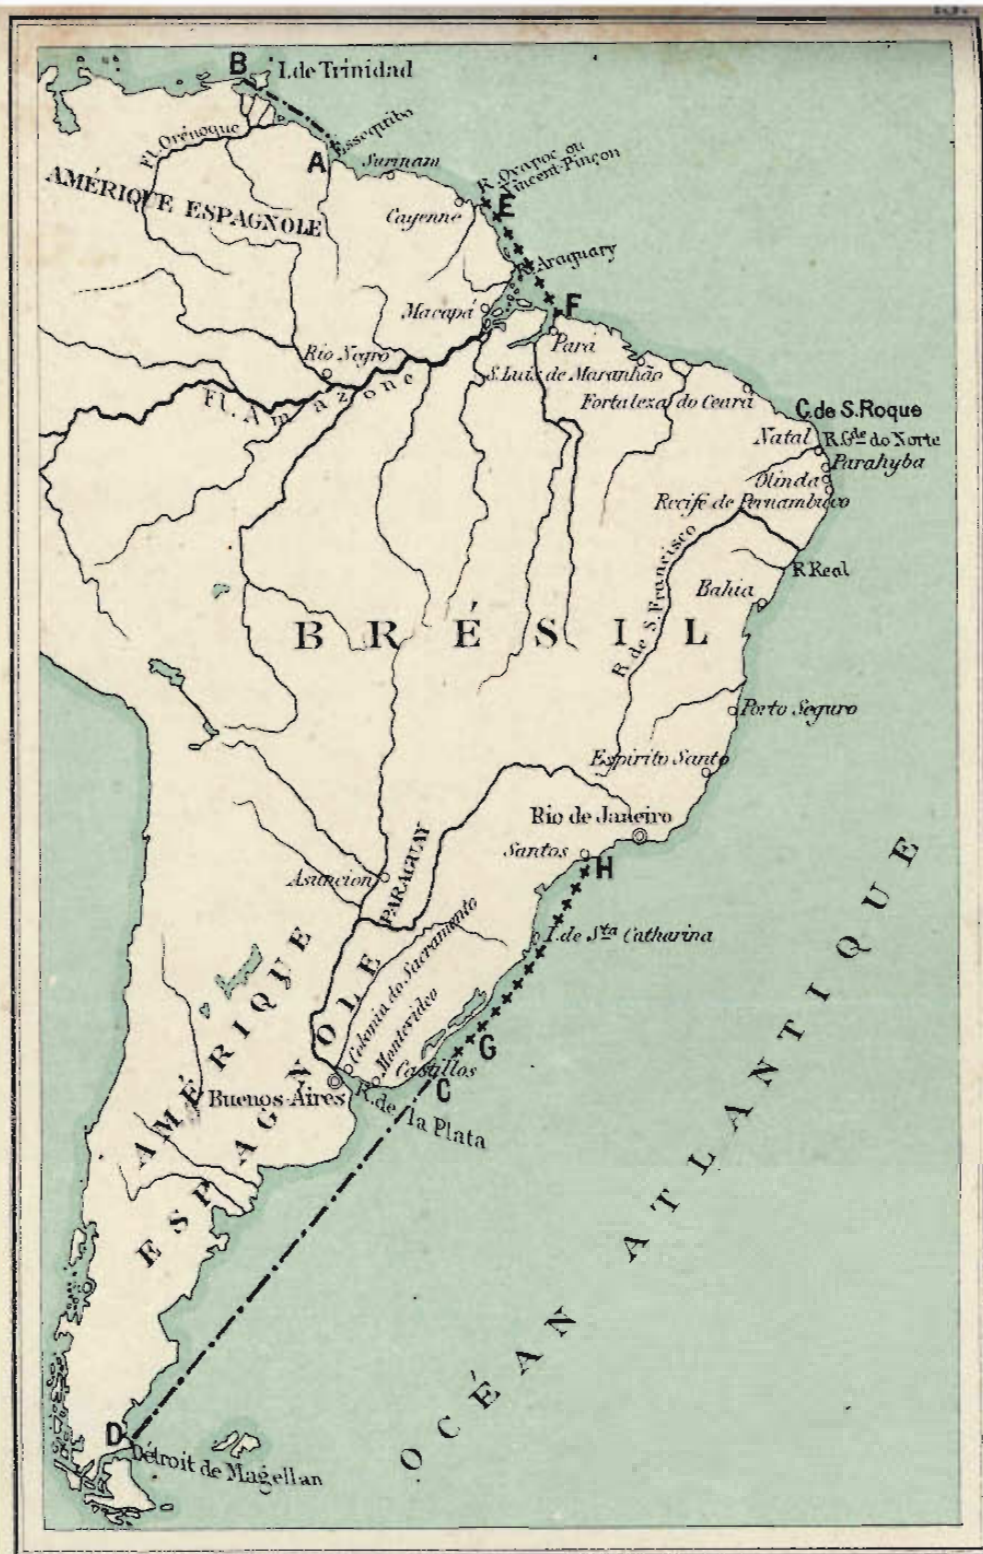 B
I. de Trinidad
Fl. Orénoque
Essequibo
A
Surinam
R. Oyapoc ou
Vincent-Pinçon
AMÉRIQUE ESPAGNOLE
E
Cayenne
R. Araguary
Macapá
F
Rio Negro
Pará
Fl. Amazone
S. Luis de Maranhão
Fortaleza do Ceará
C. de S. Roque
Natal
R. Gde do Norte
Parahyba
Olinda
Recife de Pernambuco
R. Real
R. de S. Francisco
Bahia
BRÉSIL
Porto Seguro
Espirito Santo
Rio de Janeiro
Santos
H
PARAGUAY
Asuncion
I. de Sta Catharina
Colonia do Sacramento
Montevideo
G
Castillos
C
Buenos-Aires
R. de la Plata
AMÉRIQUE
ESPAGNOLE
OCÉAN ATLANTIQUE
D
Détroit de Magellan